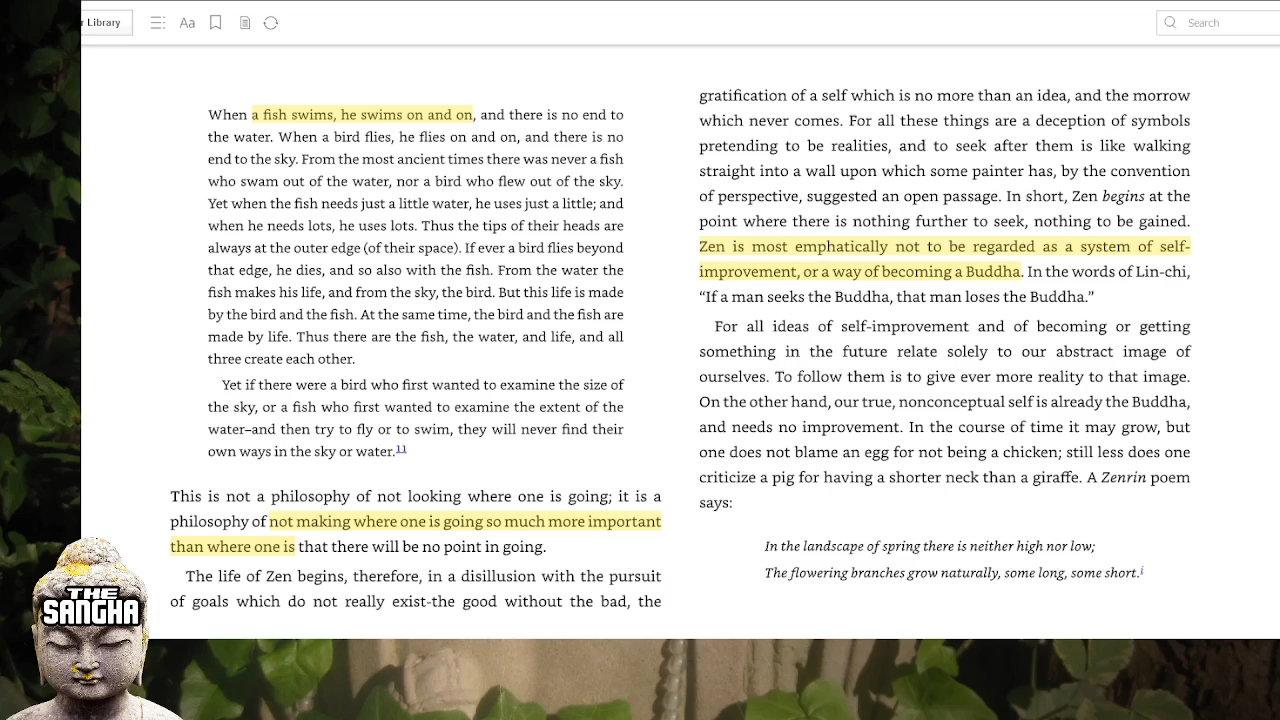 r Library
Aa
Search
When a fish swims, he swims on and on, and there is no end to
the water. When a bird flies, he flies on and on, and there is no
end to the sky. From the most ancient times there was never a fish
who swam out of the water, nor a bird who flew out of the sky.
Yet when the fish needs just a little water, he uses just a little; and
when he needs lots, he uses lots. Thus the tips of their heads are
always at the outer edge (of their space). If ever a bird flies beyond
that edge, he dies, and so also with the fish. From the water the
fish makes his life, and from the sky, the bird. But this life is made
by the bird and the fish. At the same time, the bird and the fish are
made by life. Thus there are the fish, the water, and life, and all
three create each other.
Yet if there were a bird who first wanted to examine the size of
the sky, or a fish who first wanted to examine the extent of the
water–and then try to fly or to swim, they will never find their
own ways in the sky or water.11
This is not a philosophy of not looking where one is going; it is a
philosophy of not making where one is going so much more important
than where one is that there will be no point in going.
The life of Zen begins, therefore, in a disillusion with the pursuit
of goals which do not really exist-the good without the bad, the
gratification of a self which is no more than an idea, and the morrow
which never comes. For all these things are a deception of symbols
pretending to be realities, and to seek after them is like walking
straight into a wall upon which some painter has, by the convention
of perspective, suggested an open passage. In short, Zen begins at the
point where there is nothing further to seek, nothing to be gained.
Zen is most emphatically not to be regarded as a system of self-
improvement, or a way of becoming a Buddha. In the words of Lin-chi,
“If a man seeks the Buddha, that man loses the Buddha.”
For all ideas of self-improvement and of becoming or getting
something in the future relate solely to our abstract image of
ourselves. To follow them is to give ever more reality to that image.
On the other hand, our true, nonconceptual self is already the Buddha,
and needs no improvement. In the course of time it may grow, but
one does not blame an egg for not being a chicken; still less does one
criticize a pig for having a shorter neck than a giraffe. A Zenrin poem
says:
In the landscape of spring there is neither high nor low;
The flowering branches grow naturally, some long, some short.i
THE
SANGHA